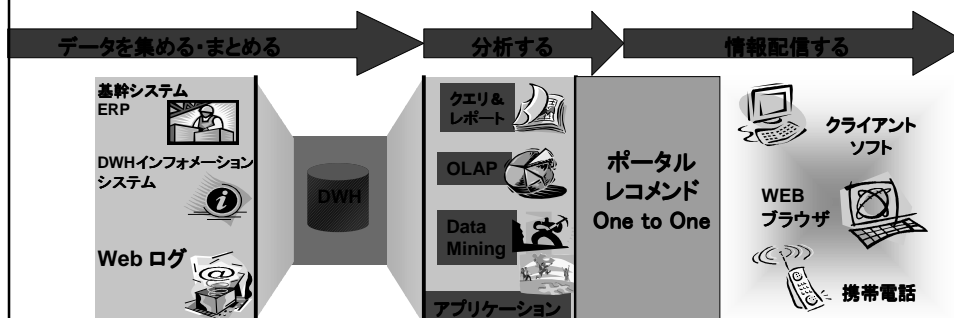 データを集める・まとめる
分析する
情報配信する
基幹システム
ERP
DWHインフォメーション
システム
Web ログ
DWH
クエリ&
レポート
OLAP
Data
Mining
アプリケーション
ポータル
レコメンド
One to One
クライアント
ソフト
WEB
ブラウザ
携帯電話